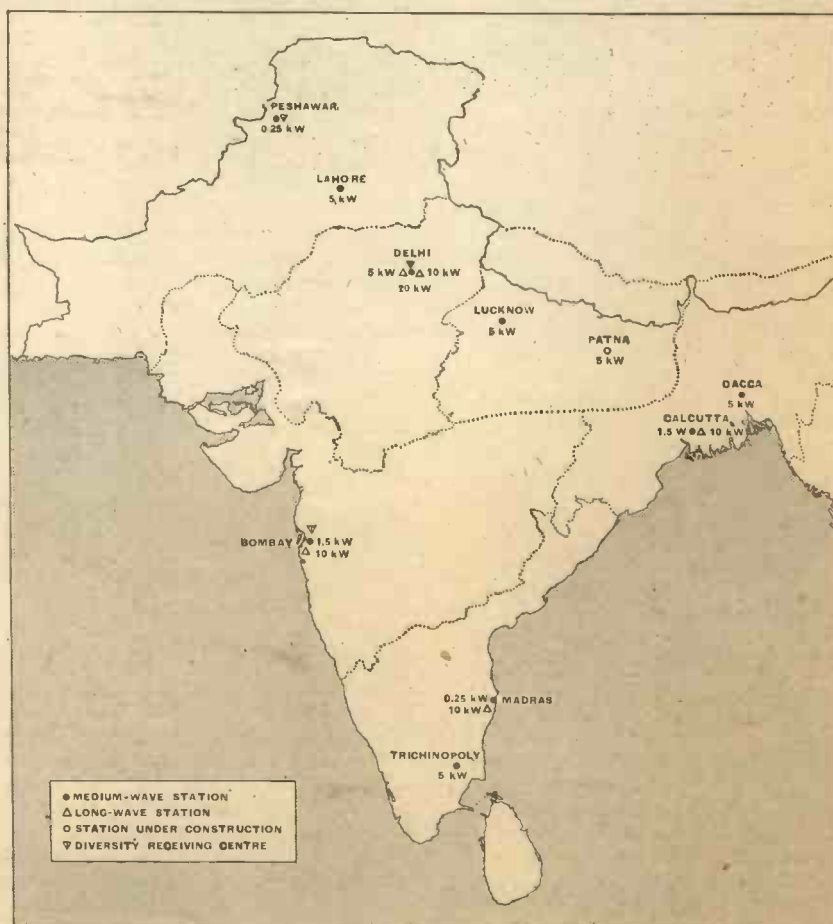 PESHAWAR
0.25 kW
LAHORE
5 kW
DELHI
5 kW 10 kW
20 kW
LUCKNOW
5 kW
PATNA
5 kW
DACCA
5 kW
CALCUTTA
1.5 W 10 kW
BOMBAY 1.5 kW
10 kW
0.25 kW MADRAS
10 kW
TRICHINOPOLY
5 kW
MEDIUM-WAVE STATION
LONG-WAVE STATION
STATION UNDER CONSTRUCTION
DIVERSITY RECEIVING CENTRE